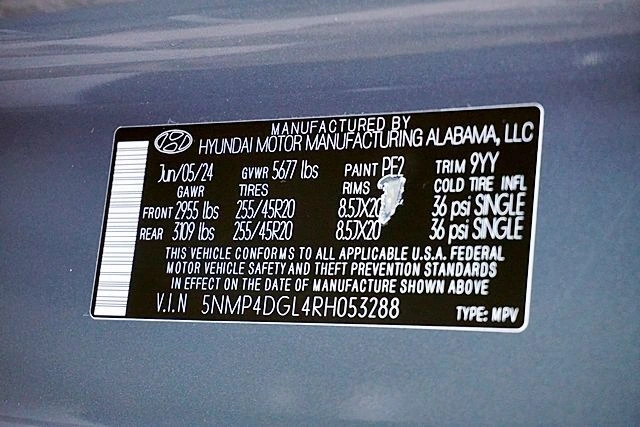 MANUFACTURED BY
HYUNDAI MOTOR MANUFACTURING ALABAMA, LLC
Jun/05/24 GVWR 5677 lbs PAINT PE2 TRIM 9YY
GAWR TIRES RIMS COLD TIRE INFL
FRONT 2955 lbs 255/45R20 8.5JX20 36 psi SINGLE
REAR 3109 lbs 255/45R20 8.5JX20 36 psi SINGLE
THIS VEHICLE CONFORMS TO ALL APPLICABLE U.S.A. FEDERAL
MOTOR VEHICLE SAFETY AND THEFT PREVENTION STANDARDS
IN EFFECT ON THE DATE OF MANUFACTURE SHOWN ABOVE
V.I.N 5NMP4DGL4RH053288 TYPE: MPV